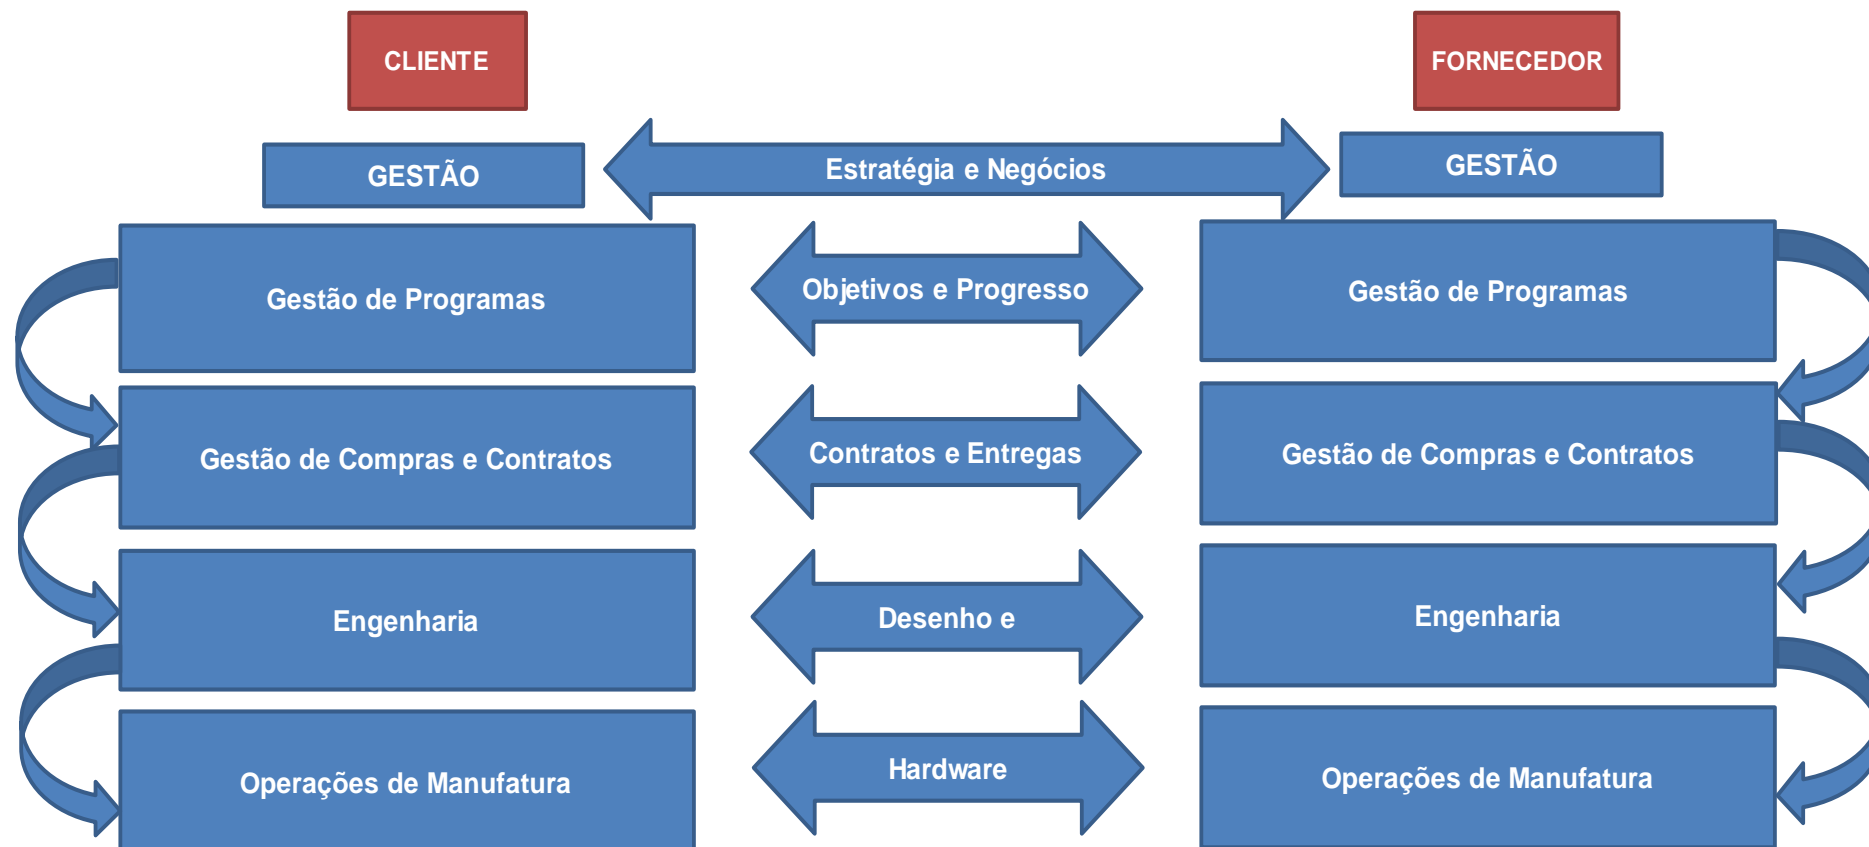 CLIENTE
FORNECEDOR
GESTÃO
Estratégia e Negócios
GESTÃO
Gestão de Programas
Objetivos e Progresso
Gestão de Programas
Gestão de Compras e Contratos
Contratos e Entregas
Gestão de Compras e Contratos
Engenharia
Desenho e
Engenharia
Operações de Manufatura
Hardware
Operações de Manufatura